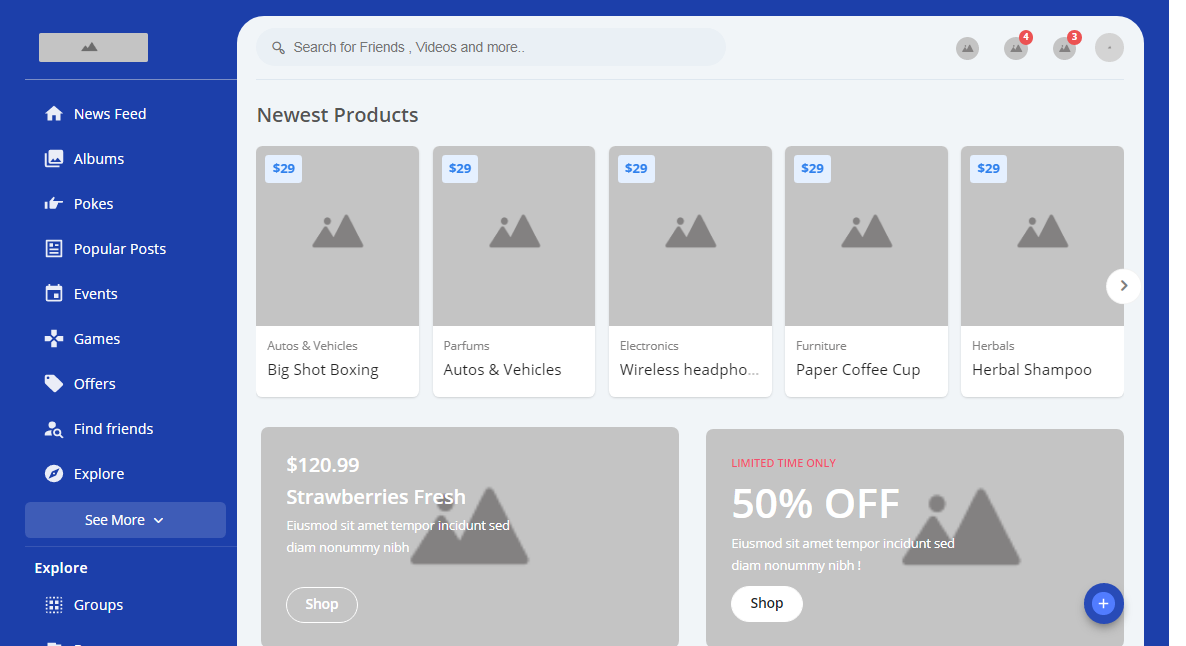 Search for Friends , Videos and more..
4
3
News Feed
Albums
Pokes
Popular Posts
Events
Games
Offers
Find friends
Explore
See More
Explore
Groups
Newest Products
$29
Autos & Vehicles
Big Shot Boxing
$29
Parfums
Autos & Vehicles
$29
Electronics
Wireless headpho...
$29
Furniture
Paper Coffee Cup
$29
Herbals
Herbal Shampoo
$120.99
Strawberries Fresh
Eiusmod sit amet tempor incidunt sed
diam nonummy nibh
Shop
LIMITED TIME ONLY
50% OFF
Eiusmod sit amet tempor incidunt sed
diam nonummy nibh !
Shop